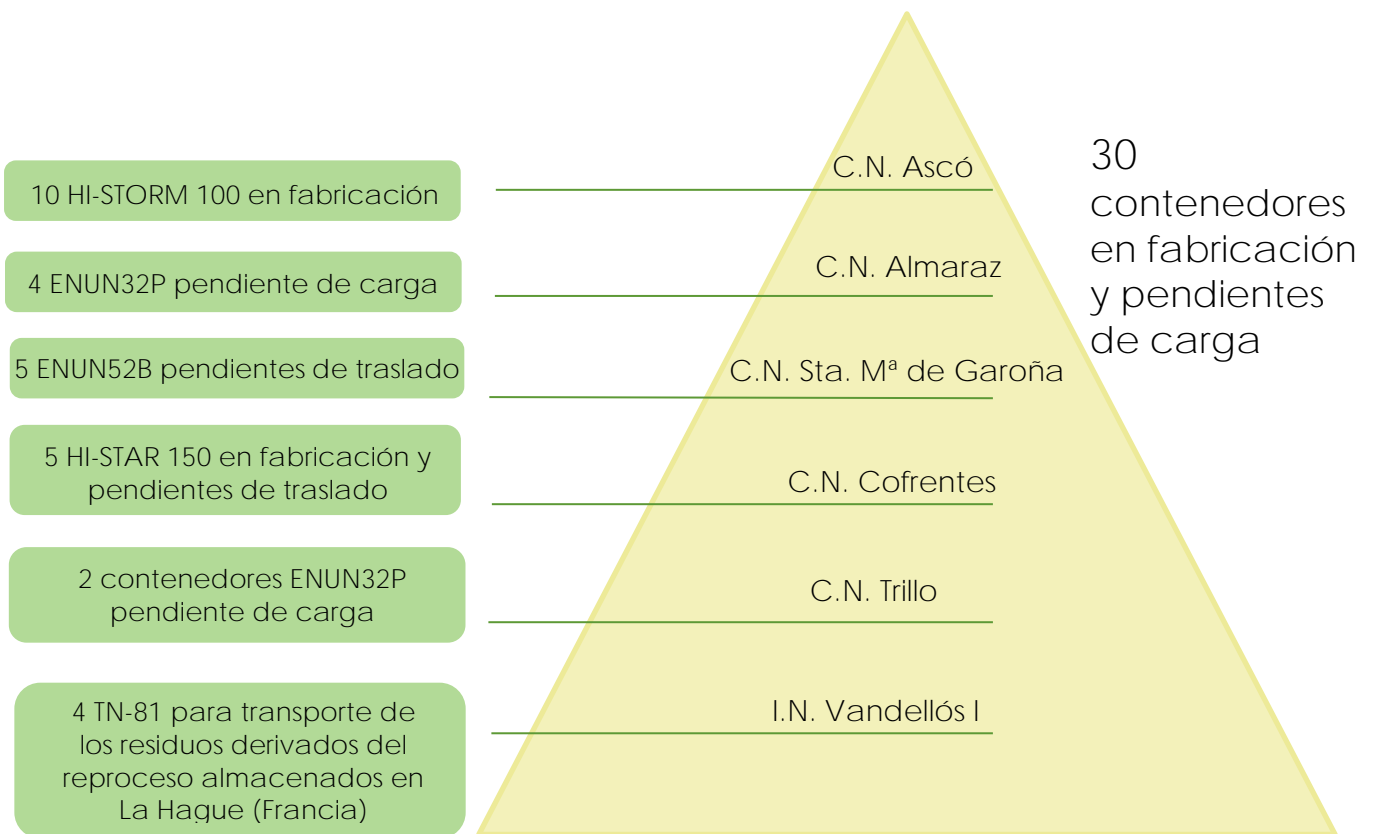 10 HI-STORM 100 en fabricación
C.N. Ascó
4 ENUN32P pendiente de carga
C.N. Almaraz
5 ENUN52B pendientes de traslado
C.N. Sta. Mª de Garoña
5 HI-STAR 150 en fabricación y
pendientes de traslado
C.N. Cofrentes
2 contenedores ENUN32P
pendiente de carga
C.N. Trillo
4 TN-81 para transporte de
los residuos derivados del
reproceso almacenados en
La Hague (Francia)
I.N. Vandellós I
30
contenedores
en fabricación
y pendientes
de carga